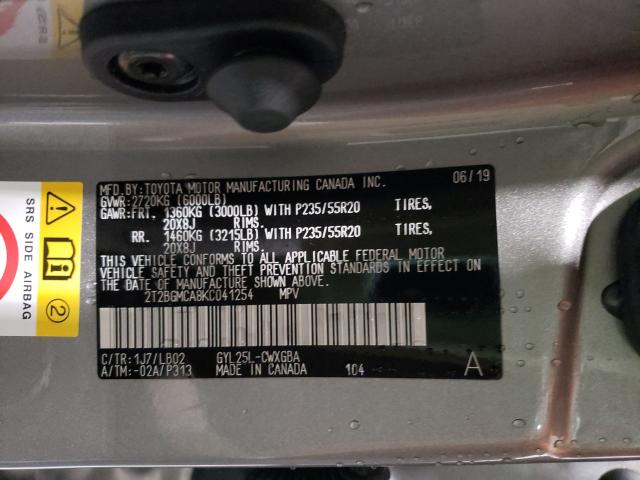 MFD.BY:TOYOTA MOTOR MANUFACTURING CANADA INC. 06/19
GVWR:2720KG (6000LB)
GAWR:FRT. 1360KG (3000LB) WITH P235/55R20 TIRES,
20X8J RIMS.
RR. 1460KG (3215LB) WITH P235/55R20 TIRES,
20X8J RIMS.
THIS VEHICLE CONFORMS TO ALL APPLICABLE FEDERAL MOTOR
VEHICLE SAFETY AND THEFT PREVENTION STANDARDS IN EFFECT ON
THE DATE OF MANUFACTURE SHOWN ABOVE.
2T2BGMCA8KC041254 MPV
C/TR:1J7/LB02 GYL25L-CWXGBA
A/TM:-02A/P313 MADE IN CANADA 104 A
SRS SIDE AIRBAG
2